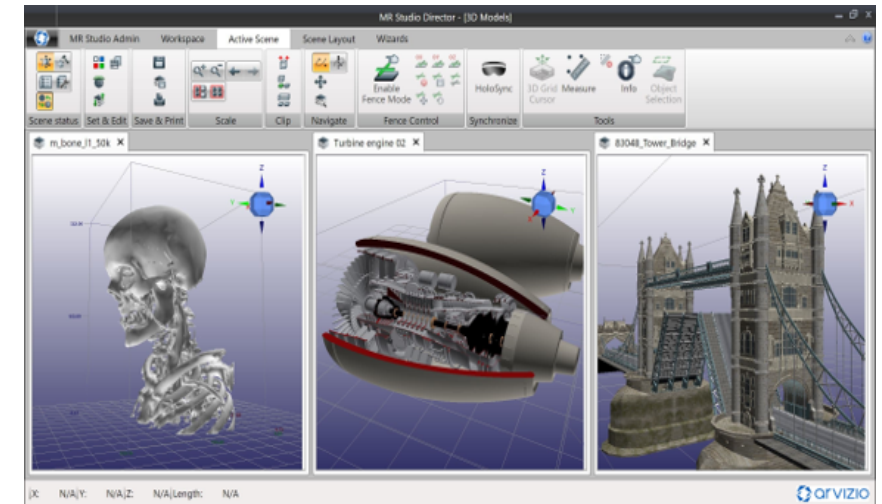 MR Studio Director - [3D Models]
MR Studio Admin Workspace Active Scene Scene Layout Wizards
Enable Fence Mode
HoloSync
3D Grid Cursor
Measure
Info
Object Selection
Scene status Set & Edit Save & Print Scale Clip Navigate Fence Control Synchronize Tools
m_bone_l1_50k Turbine engine 02 83048_Tower_Bridge
Z Z Z
Y Y X
X: N/A Y: N/A Z: N/A Length: N/A
arvizio